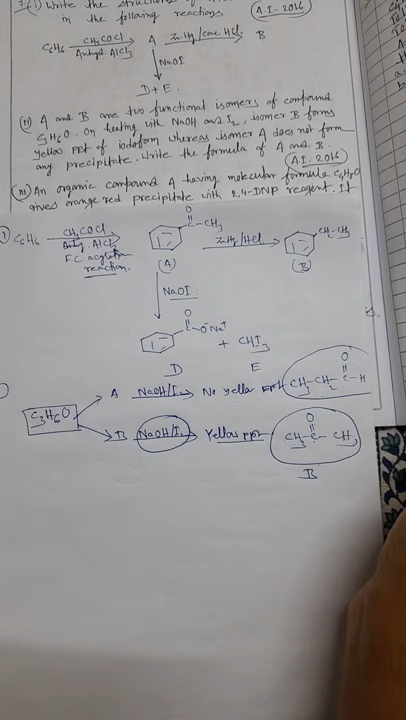 (i) Write the structures of
in the following reactions (A.I-2016)
C6H6 CH3COCl Anhyd. AlCl3 A Zn-Hg/conc HCl B
NaOI
D+E.
(ii) A and B are two functional isomers of compound
C3H6O. On heating with NaOH and I2, isomer B forms
yellow PPt of iodoform whereas isomer A does not form
any precipitate. Write the formula of A and B.
(A.I-2016)
(iii) An organic compound A having molecular formula C8H8O
gives orange red precipitate with 2,4-DNP reagent. It
C6H6 CH3COCl Anhy. AlCl3 F.C acylation reaction.
O
C-CH3 Zn-Hg/HCl CH2-CH3
(A) (B)
NaOI
O
C-O-Na+ + CHI3
D E
O
A NaOH/I2 No yellow ppt CH3-CH2-C-H
C3H6O
O
B NaOH/I2 Yellow ppt CH3-C-CH3
B